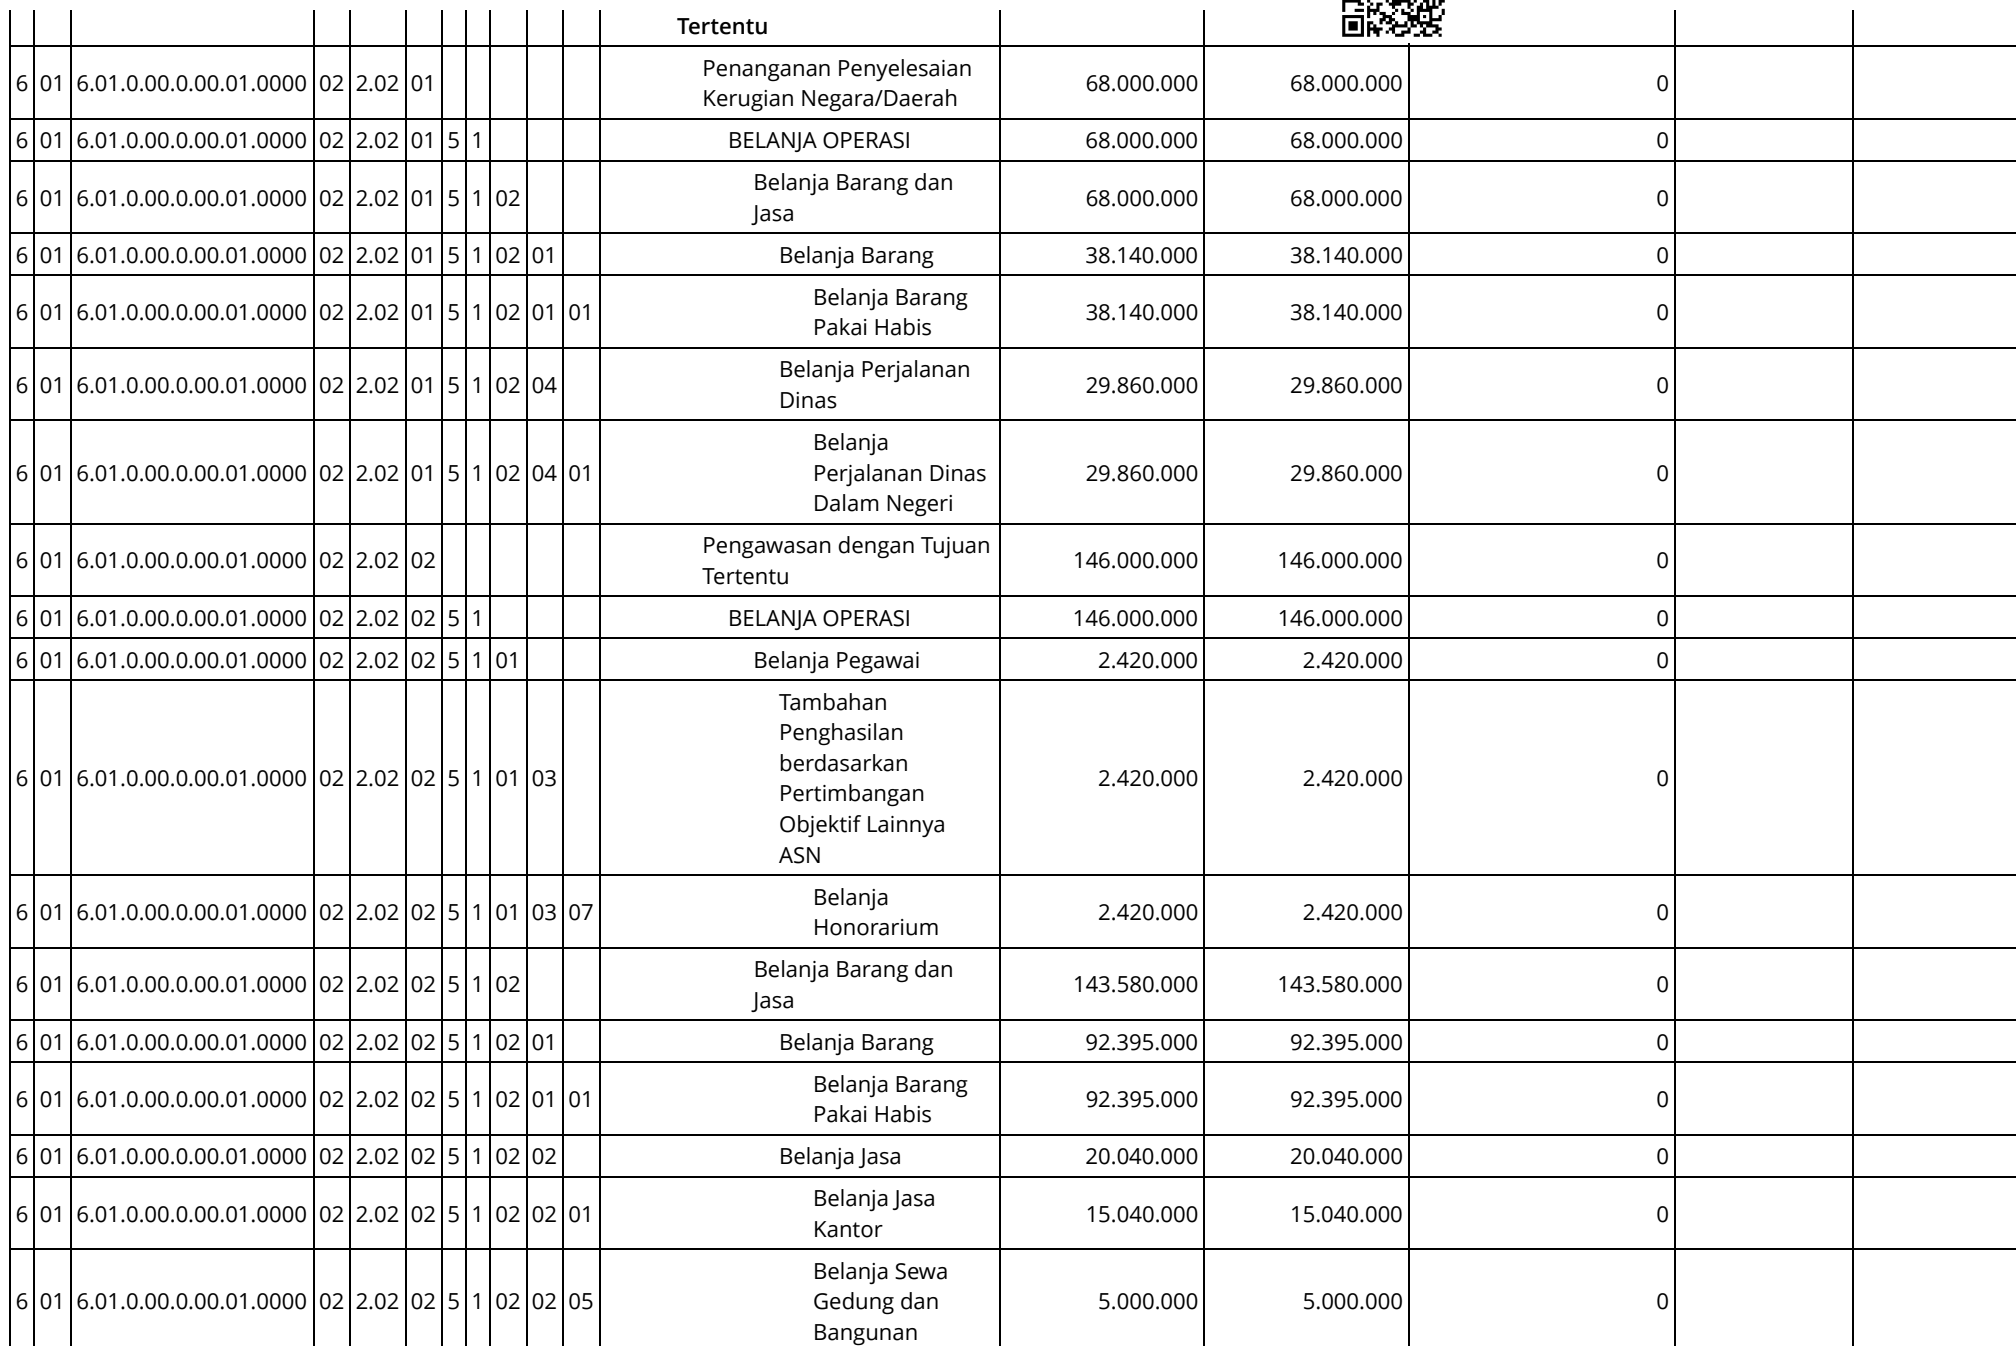 Tertentu
6 01 6.01.0.00.0.00.01.0000 02 2.02 01 Penanganan Penyelesaian Kerugian Negara/Daerah 68.000.000 68.000.000 0
6 01 6.01.0.00.0.00.01.0000 02 2.02 01 5 1 BELANJA OPERASI 68.000.000 68.000.000 0
6 01 6.01.0.00.0.00.01.0000 02 2.02 01 5 1 02 Belanja Barang dan Jasa 68.000.000 68.000.000 0
6 01 6.01.0.00.0.00.01.0000 02 2.02 01 5 1 02 01 Belanja Barang 38.140.000 38.140.000 0
6 01 6.01.0.00.0.00.01.0000 02 2.02 01 5 1 02 01 01 Belanja Barang Pakai Habis 38.140.000 38.140.000 0
6 01 6.01.0.00.0.00.01.0000 02 2.02 01 5 1 02 04 Belanja Perjalanan Dinas 29.860.000 29.860.000 0
6 01 6.01.0.00.0.00.01.0000 02 2.02 01 5 1 02 04 01 Belanja Perjalanan Dinas Dalam Negeri 29.860.000 29.860.000 0
6 01 6.01.0.00.0.00.01.0000 02 2.02 02 Pengawasan dengan Tujuan Tertentu 146.000.000 146.000.000 0
6 01 6.01.0.00.0.00.01.0000 02 2.02 02 5 1 BELANJA OPERASI 146.000.000 146.000.000 0
6 01 6.01.0.00.0.00.01.0000 02 2.02 02 5 1 01 Belanja Pegawai 2.420.000 2.420.000 0
6 01 6.01.0.00.0.00.01.0000 02 2.02 02 5 1 01 03 Tambahan Penghasilan berdasarkan Pertimbangan Objektif Lainnya ASN 2.420.000 2.420.000 0
6 01 6.01.0.00.0.00.01.0000 02 2.02 02 5 1 01 03 07 Belanja Honorarium 2.420.000 2.420.000 0
6 01 6.01.0.00.0.00.01.0000 02 2.02 02 5 1 02 Belanja Barang dan Jasa 143.580.000 143.580.000 0
6 01 6.01.0.00.0.00.01.0000 02 2.02 02 5 1 02 01 Belanja Barang 92.395.000 92.395.000 0
6 01 6.01.0.00.0.00.01.0000 02 2.02 02 5 1 02 01 01 Belanja Barang Pakai Habis 92.395.000 92.395.000 0
6 01 6.01.0.00.0.00.01.0000 02 2.02 02 5 1 02 02 Belanja Jasa 20.040.000 20.040.000 0
6 01 6.01.0.00.0.00.01.0000 02 2.02 02 5 1 02 02 01 Belanja Jasa Kantor 15.040.000 15.040.000 0
6 01 6.01.0.00.0.00.01.0000 02 2.02 02 5 1 02 02 05 Belanja Sewa Gedung dan Bangunan 5.000.000 5.000.000 0